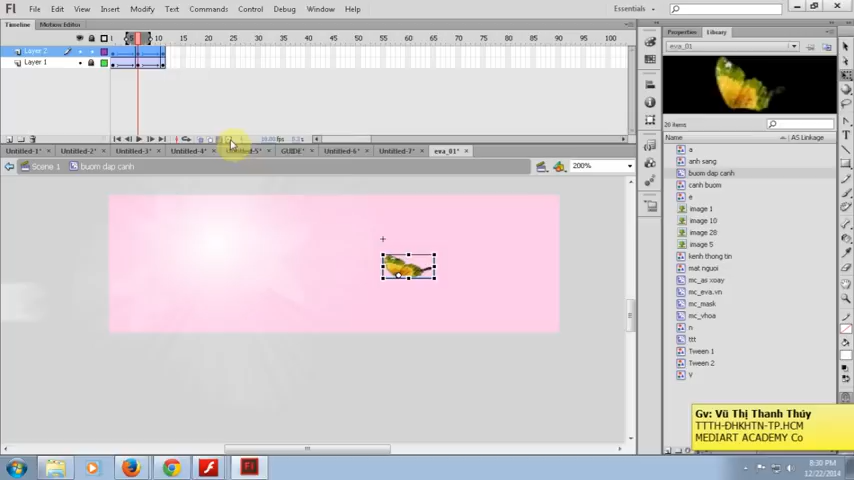 Fl File Edit View Insert Modify Text Commands Control Debug Window Help Essentials
Timeline Motion Editor
1 5 10 15 20 25 30 35 40 45 50 55 60 65 70 75 80 85 90 95 100
Layer 2
Layer 1
Untitled-1* Untitled-2* Untitled-3* Untitled-4* Untitled-5* GUIDE* Untitled-6* Untitled-7* eva_01*
Scene 1 buom dap canh 200%
Properties Library
eva_01
20 items
Name AS Linkage
a
anh sang
buom dap canh
canh buom
e
image 1
image 10
image 28
image 5
kenh thong tin
mat nguoi
mc_as xoay
mc_eva.vn
mc_mask
mc_vhoa
n
ttt
Tween 1
Tween 2
V
Gv: Vũ Thị Thanh Thúy
TTTH-ĐHKHTN-TP.HCM
MEDIART ACADEMY Co
Fl
8:30 PM
12/22/2014